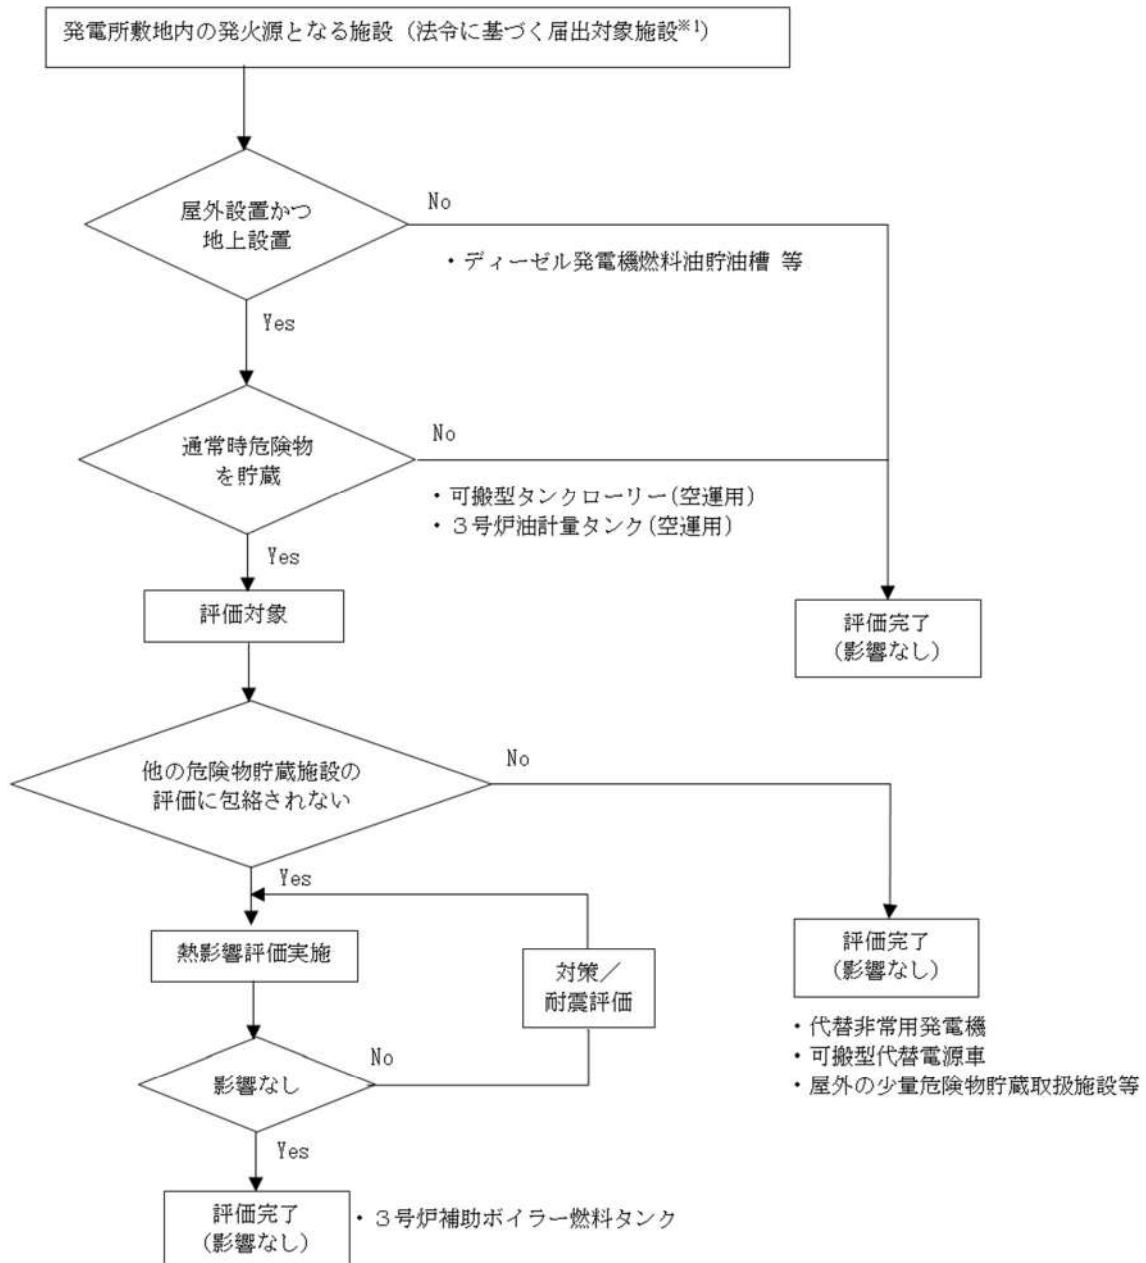 発電所敷地内の発火源となる施設（法令に基づく届出対象施設※1）
屋外設置かつ
地上設置
No
・ディーゼル発電機燃料油貯油槽 等
Yes
通常時危険物
を貯蔵
No
・可搬型タンクローリー(空運用)
・３号炉油計量タンク(空運用)
Yes
評価対象
評価完了
(影響なし)
他の危険物貯蔵施設の
評価に包絡されない
No
Yes
熱影響評価実施
対策／
耐震評価
評価完了
(影響なし)
・代替非常用発電機
・可搬型代替電源車
・屋外の少量危険物貯蔵取扱施設等
影響なし
No
Yes
評価完了
(影響なし)
・３号炉補助ボイラー燃料タンク